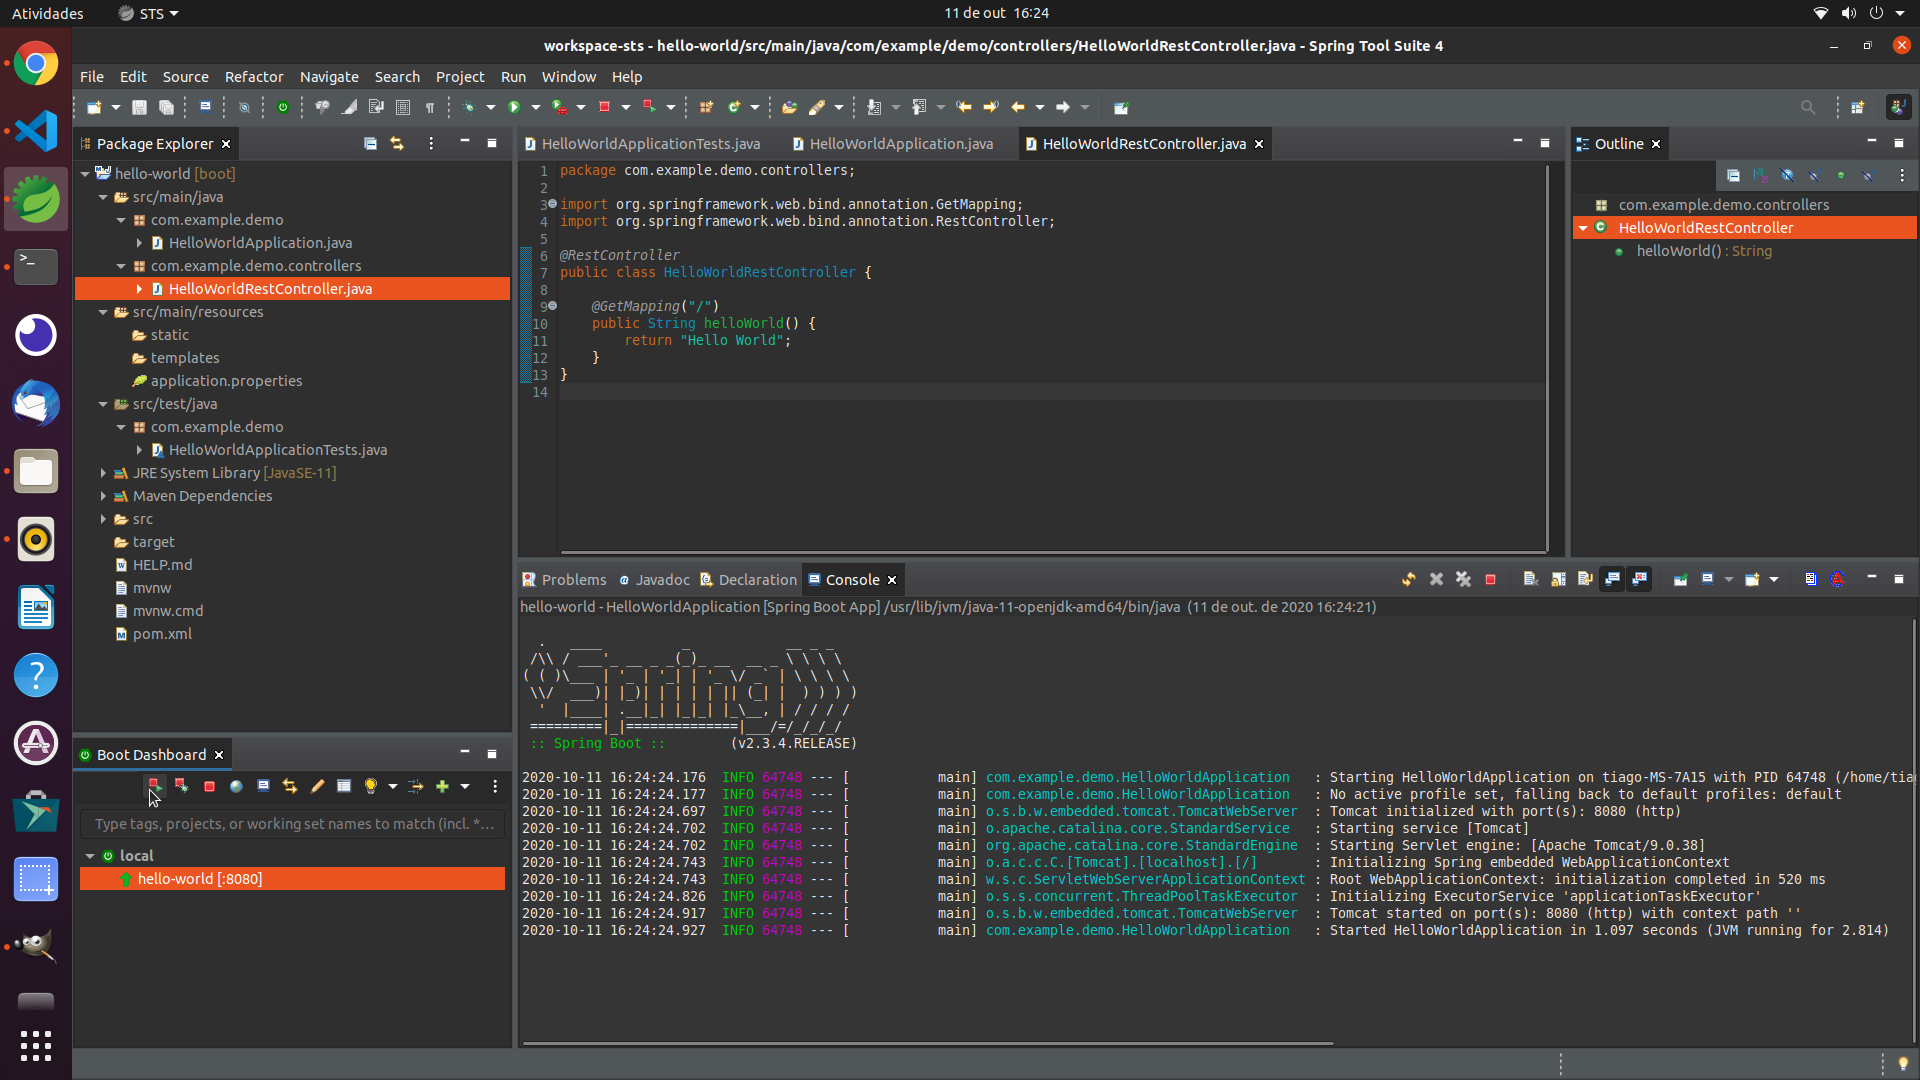 Atividades
STS
11 de out  16:24
workspace-sts - hello-world/src/main/java/com/example/demo/controllers/HelloWorldRestController.java - Spring Tool Suite 4
File Edit Source Refactor Navigate Search Project Run Window Help
Package Explorer
hello-world [boot]
src/main/java
com.example.demo
HelloWorldApplication.java
com.example.demo.controllers
HelloWorldRestController.java
src/main/resources
static
templates
application.properties
src/test/java
com.example.demo
HelloWorldApplicationTests.java
JRE System Library [JavaSE-11]
Maven Dependencies
src
target
HELP.md
mvnw
mvnw.cmd
pom.xml
HelloWorldApplicationTests.java HelloWorldApplication.java HelloWorldRestController.java
1 package com.example.demo.controllers;
2
3 import org.springframework.web.bind.annotation.GetMapping;
4 import org.springframework.web.bind.annotation.RestController;
5
6 @RestController
7 public class HelloWorldRestController {
8
9     @GetMapping("/")
10     public String helloWorld() {
11         return "Hello World";
12     }
13 }
14
Outline
com.example.demo.controllers
HelloWorldRestController
helloWorld() : String
Boot Dashboard
Type tags, projects, or working set names to match (incl. *...
local
hello-world [:8080]
Problems Javadoc Declaration Console
hello-world - HelloWorldApplication [Spring Boot App] /usr/lib/jvm/java-11-openjdk-amd64/bin/java  (11 de out. de 2020 16:24:21)
Spring
:: Spring Boot ::        (v2.3.4.RELEASE)
2020-10-11 16:24:24.176  INFO 64748 --- [           main] com.example.demo.HelloWorldApplication   : Starting HelloWorldApplication on tiago-MS-7A15 with PID 64748 (/home/tia
2020-10-11 16:24:24.177  INFO 64748 --- [           main] com.example.demo.HelloWorldApplication   : No active profile set, falling back to default profiles: default
2020-10-11 16:24:24.697  INFO 64748 --- [           main] o.s.b.w.embedded.tomcat.TomcatWebServer  : Tomcat initialized with port(s): 8080 (http)
2020-10-11 16:24:24.702  INFO 64748 --- [           main] o.apache.catalina.core.StandardService   : Starting service [Tomcat]
2020-10-11 16:24:24.702  INFO 64748 --- [           main] org.apache.catalina.core.StandardEngine  : Starting Servlet engine: [Apache Tomcat/9.0.38]
2020-10-11 16:24:24.743  INFO 64748 --- [           main] o.a.c.c.C.[Tomcat].[localhost].[/]       : Initializing Spring embedded WebApplicationContext
2020-10-11 16:24:24.743  INFO 64748 --- [           main] w.s.c.ServletWebServerApplicationContext : Root WebApplicationContext: initialization completed in 520 ms
2020-10-11 16:24:24.826  INFO 64748 --- [           main] o.s.s.concurrent.ThreadPoolTaskExecutor  : Initializing ExecutorService 'applicationTaskExecutor'
2020-10-11 16:24:24.917  INFO 64748 --- [           main] o.s.b.w.embedded.tomcat.TomcatWebServer  : Tomcat started on port(s): 8080 (http) with context path ''
2020-10-11 16:24:24.927  INFO 64748 --- [           main] com.example.demo.HelloWorldApplication   : Started HelloWorldApplication in 1.097 seconds (JVM running for 2.814)